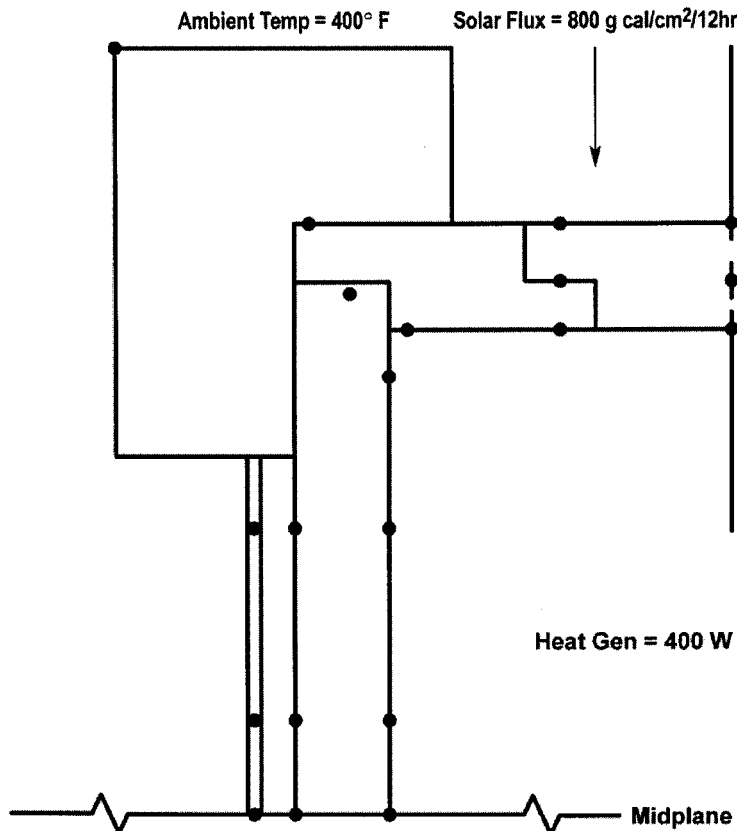 Ambient Temp = 400° F
Solar Flux = 800 g cal/cm²/12hr
Heat Gen = 400 W
Midplane